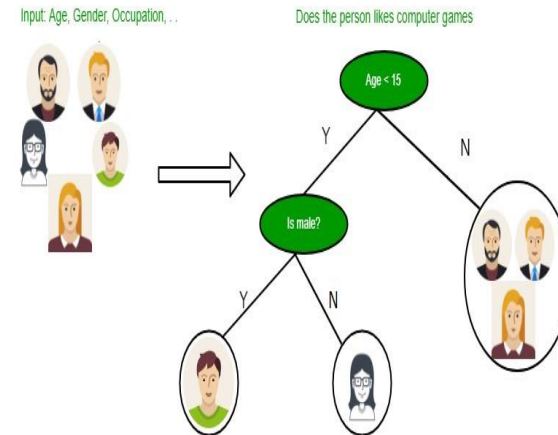 Input: Age, Gender, Occupation, . .
Does the person likes computer games
Age < 15
Y
N
Is male?
Y
N